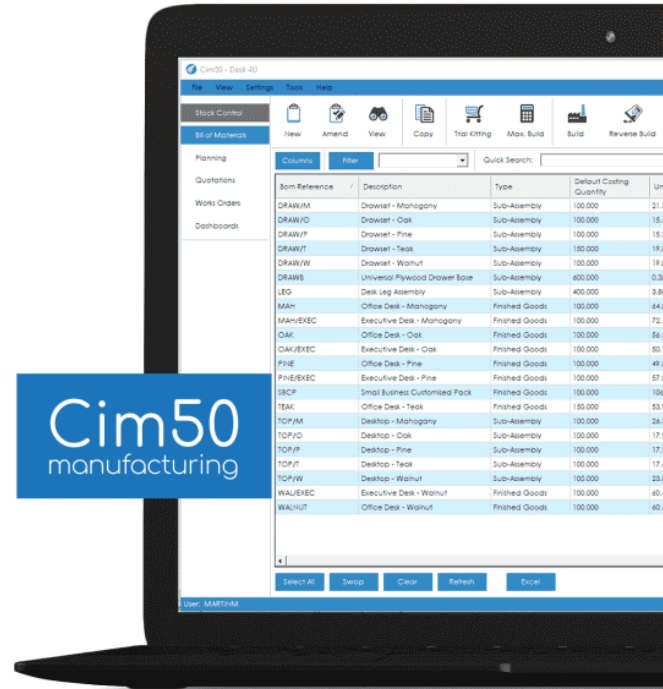 Cim50 - Desk 4U
File View Settings Tools Help
Stock Control
Bill of Materials
Planning
Quotations
Works Orders
Dashboards
New Amend View Copy Trial Kitting Max. Build Build Reverse Build
Columns Filter Quick Search:
Bom Reference Description Type Default Costing Quantity
DRAW/M Drawset - Mahogany Sub-Assembly 100.000
DRAW/O Drawset - Oak Sub-Assembly 100.000
DRAW/P Drawset - Pine Sub-Assembly 100.000
DRAW/T Drawset - Teak Sub-Assembly 150.000
DRAW/W Drawset - Walnut Sub-Assembly 100.000
DRAWB Universal Plywood Drawer Base Sub-Assembly 600.000
LEG Desk Leg Assembly Sub-Assembly 400.000
MAH Office Desk - Mahogany Finished Goods 100.000
MAH/EXEC Executive Desk - Mahogany Finished Goods 100.000
OAK Office Desk - Oak Finished Goods 100.000
OAK/EXEC Executive Desk - Oak Finished Goods 100.000
PINE Office Desk - Pine Finished Goods 100.000
PINE/EXEC Executive Desk - Pine Finished Goods 100.000
SBCP Small Business Customised Pack Finished Goods 100.000
TEAK Office Desk - Teak Finished Goods 150.000
TOP/M Desktop - Mahogany Sub-Assembly 100.000
TOP/O Desktop - Oak Sub-Assembly 100.000
TOP/P Desktop - Pine Sub-Assembly 100.000
TOP/T Desktop - Teak Sub-Assembly 100.000
TOP/W Desktop - Walnut Sub-Assembly 100.000
WAL/EXEC Executive Desk - Walnut Finished Goods 100.000
WALNUT Office Desk - Walnut Finished Goods 100.000
Select All Swap Clear Refresh Excel
User: MARTINM
Cim50
manufacturing